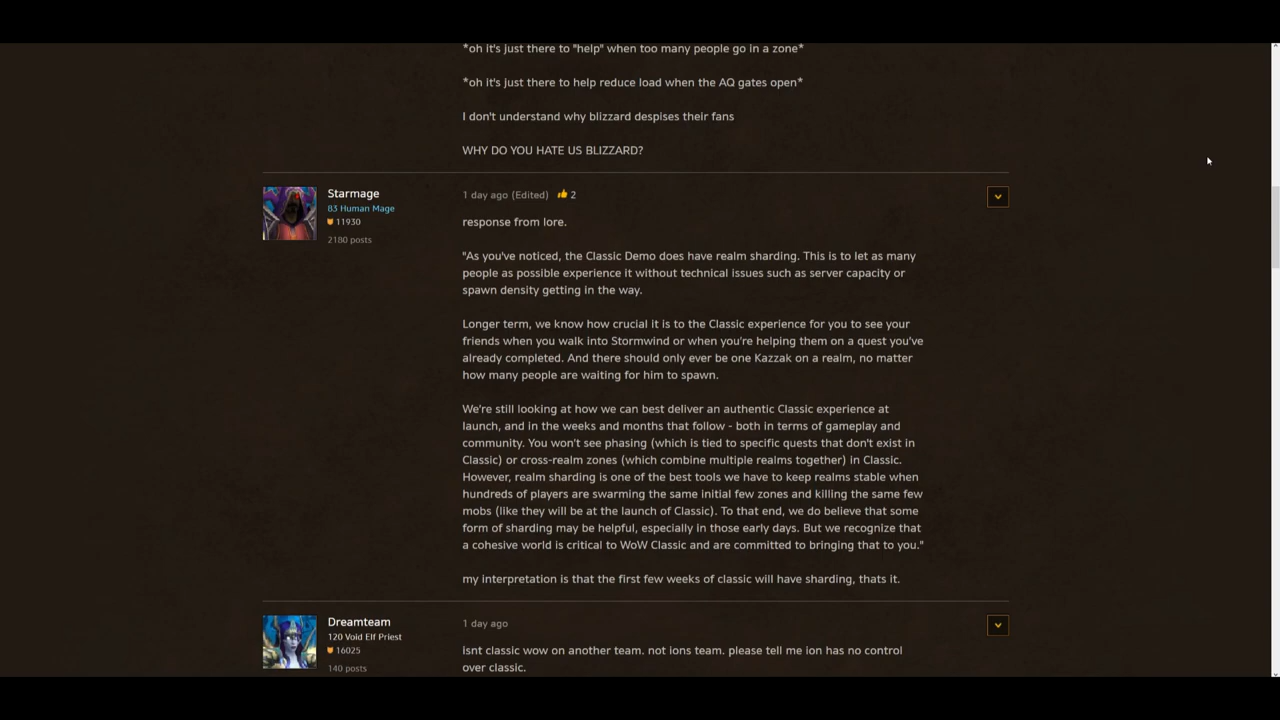 *oh it's just there to "help" when too many people go in a zone*
*oh it's just there to help reduce load when the AQ gates open*
I don't understand why blizzard despises their fans
WHY DO YOU HATE US BLIZZARD?
Starmage
83 Human Mage
11930
2180 posts
1 day ago (Edited) 2
response from lore.
"As you've noticed, the Classic Demo does have realm sharding. This is to let as many
people as possible experience it without technical issues such as server capacity or
spawn density getting in the way.
Longer term, we know how crucial it is to the Classic experience for you to see your
friends when you walk into Stormwind or when you're helping them on a quest you've
already completed. And there should only ever be one Kazzak on a realm, no matter
how many people are waiting for him to spawn.
We're still looking at how we can best deliver an authentic Classic experience at
launch, and in the weeks and months that follow - both in terms of gameplay and
community. You won't see phasing (which is tied to specific quests that don't exist in
Classic) or cross-realm zones (which combine multiple realms together) in Classic.
However, realm sharding is one of the best tools we have to keep realms stable when
hundreds of players are swarming the same initial few zones and killing the same few
mobs (like they will be at the launch of Classic). To that end, we do believe that some
form of sharding may be helpful, especially in those early days. But we recognize that
a cohesive world is critical to WoW Classic and are committed to bringing that to you."
my interpretation is that the first few weeks of classic will have sharding, thats it.
Dreamteam
120 Void Elf Priest
16025
140 posts
1 day ago
isnt classic wow on another team. not ions team. please tell me ion has no control
over classic.